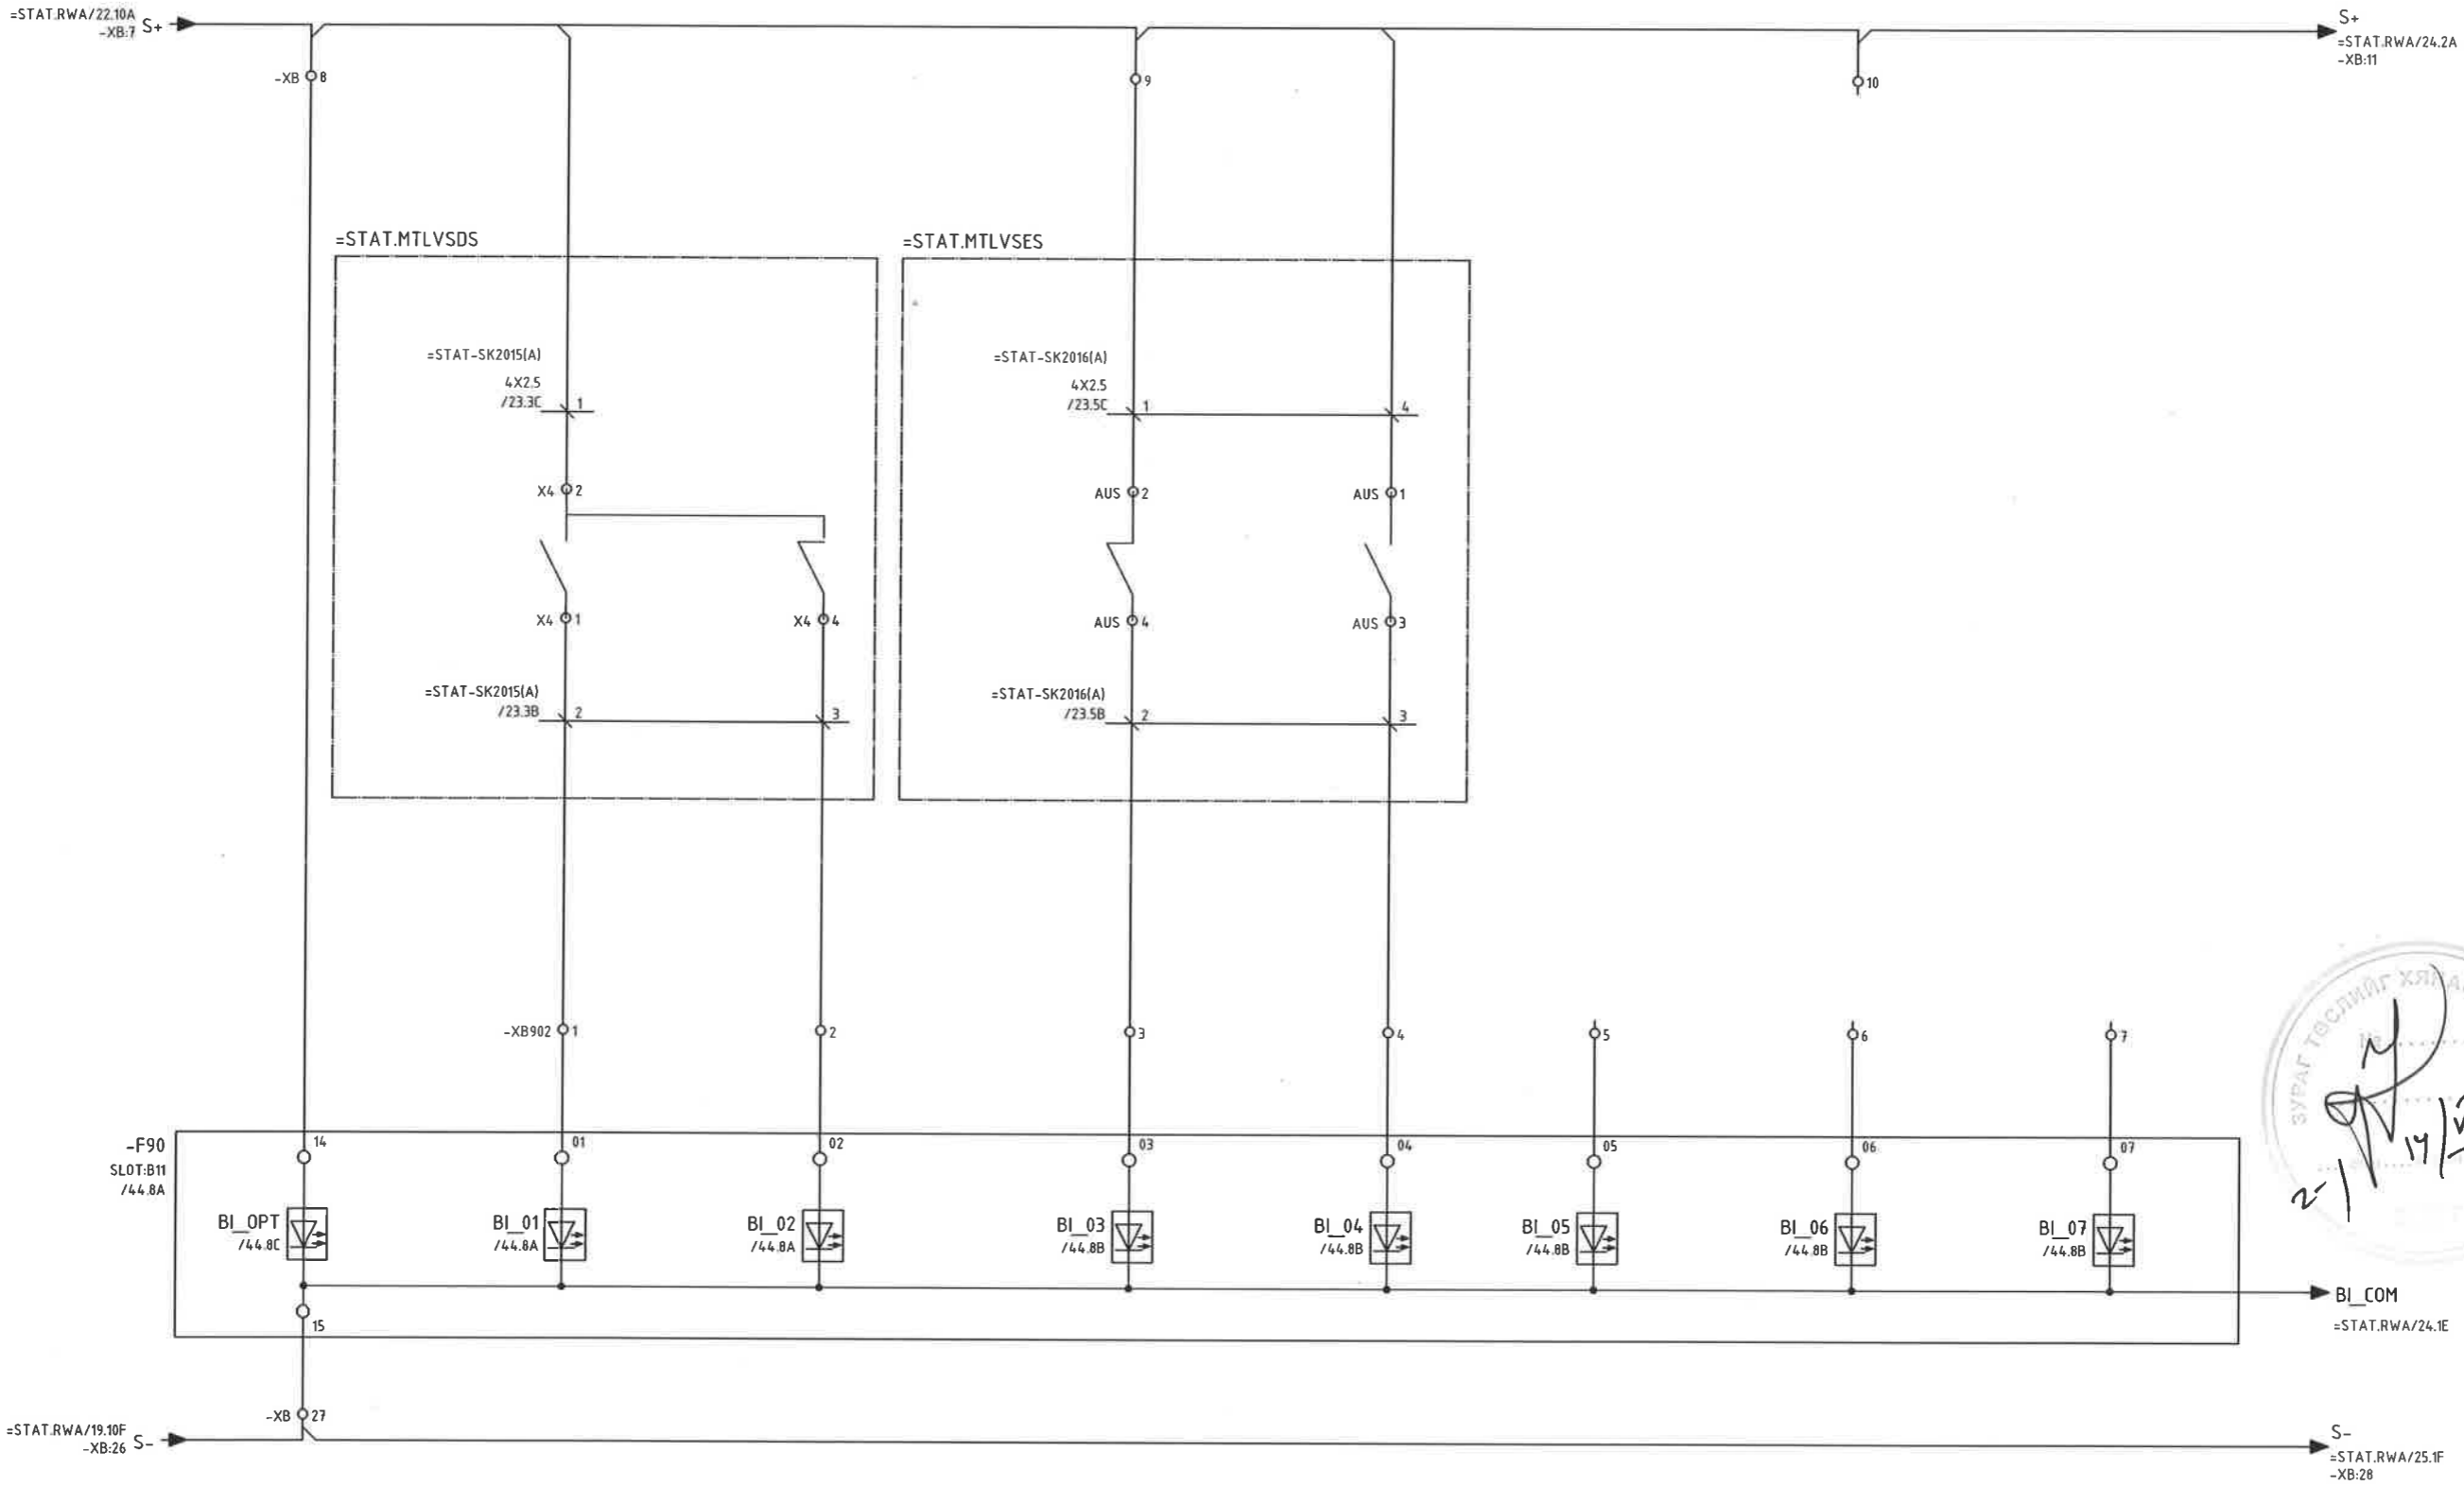 =STAT.RWA/22.10A
-XB:7 S+
S+
=STAT.RWA/24.2A
-XB:11
-XB 8
9
10
=STAT.MTLVSDS
=STAT.MTLVSES
=STAT-SK2015(A)
4X2.5
/23.3C 1
=STAT-SK2016(A)
4X2.5
/23.5C 1 4
X4 2
AUS 2
AUS 1
X4 1
X4 4
AUS 4
AUS 3
=STAT-SK2015(A)
/23.3B 2 3
=STAT-SK2016(A)
/23.5B 2 3
-XB902 1
2
3
4
5
6
7
-F90
SLOT:B11
/44.8A
14
01
02
03
04
05
06
07
BI_OPT
/44.8C
BI_01
/44.8A
BI_02
/44.8A
BI_03
/44.8B
BI_04
/44.8B
BI_05
/44.8B
BI_06
/44.8B
BI_07
/44.8B
15
BI_COM
=STAT.RWA/24.1E
-XB 27
=STAT.RWA/19.10F
-XB:26 S-
S-
=STAT.RWA/25.1F
-XB:28
ЗУРАГ ТӨСЛИЙГ